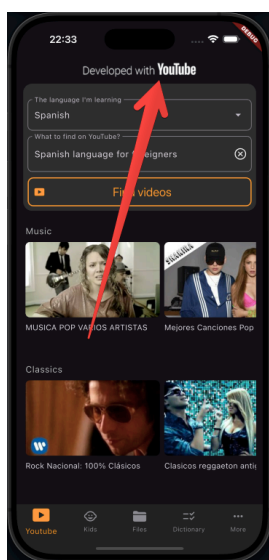 22:33
DEBUG
Developed with YouTube
The language I'm learning
Spanish
What to find on YouTube?
Spanish language for foreigners
Find videos
Music
SHAKIRA
MUSICA POP VARIOS ARTISTAS
Mejores Canciones Pop
Classics
Rock Nacional: 100% Clásicos
Clasicos reggaeton antig
Youtube
Kids
Files
Dictionary
More